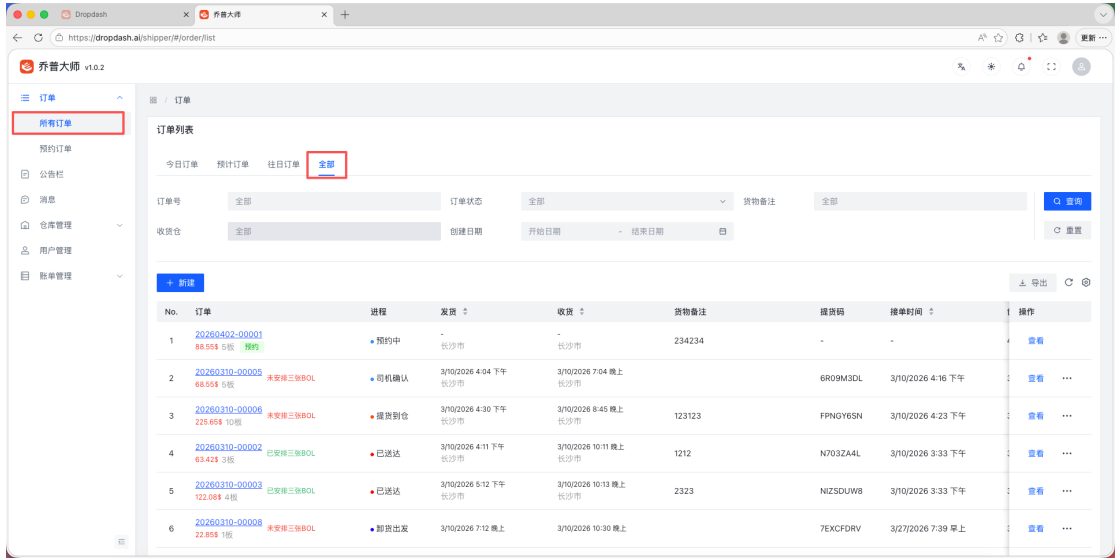 Dropdash
乔普大师
https://dropdash.ai/shipper/#/order/list
更新
乔普大师 v1.0.2
订单
所有订单
预约订单
公告栏
消息
仓库管理
用户管理
账单管理
/ 订单
订单列表
今日订单 预计订单 往日订单 全部
订单号 全部 订单状态 全部 货物备注 全部 查询
收货仓 全部 创建日期 开始日期 - 结束日期 重置
+ 新建 导出
No. 订单 进程 发货 收货 货物备注 提货码 接单时间 操作
1 20260402-00001 88.55$ 5板 预约 预约中 - 长沙市 - 长沙市 234234 - - 查看
2 20260310-00005 68.55$ 5板 未安排三张BOL 司机确认 3/10/2026 4:04 下午 长沙市 3/10/2026 7:04 晚上 长沙市 6R09M3DL 3/10/2026 4:16 下午 查看 ···
3 20260310-00006 225.65$ 10板 未安排三张BOL 提货到仓 3/10/2026 4:30 下午 长沙市 3/10/2026 8:45 晚上 长沙市 123123 FPNGY6SN 3/10/2026 4:23 下午 查看 ···
4 20260310-00002 63.42$ 3板 已安排三张BOL 已送达 3/10/2026 4:11 下午 长沙市 3/10/2026 10:11 晚上 长沙市 1212 N703ZA4L 3/10/2026 3:33 下午 查看 ···
5 20260310-00003 122.08$ 4板 已安排三张BOL 已送达 3/10/2026 5:12 下午 长沙市 3/10/2026 10:13 晚上 长沙市 2323 NIZSDUW8 3/10/2026 3:33 下午 查看 ···
6 20260310-00008 22.85$ 1板 未安排三张BOL 卸货出发 3/10/2026 7:12 晚上 3/10/2026 10:30 晚上 7EXCFDRV 3/27/2026 7:39 早上 查看 ···